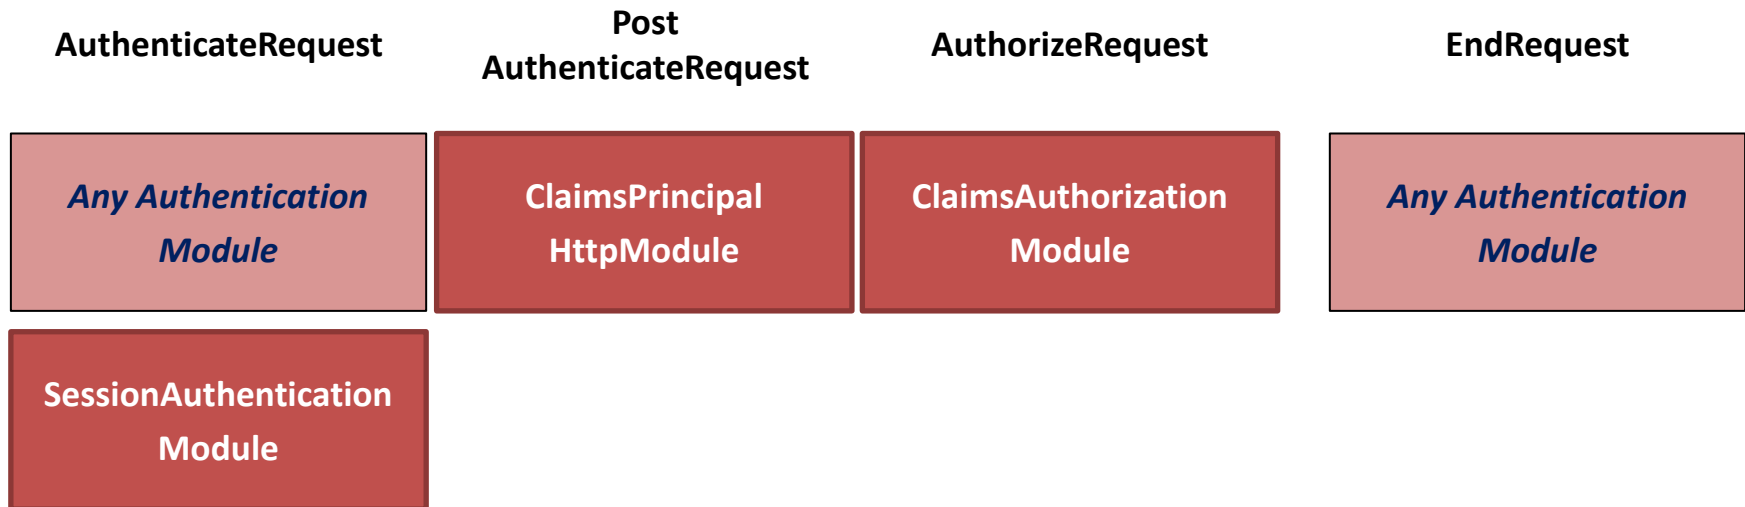 AuthenticateRequest
Post
AuthenticateRequest
AuthorizeRequest
EndRequest
Any Authentication
Module
ClaimsPrincipal
HttpModule
ClaimsAuthorization
Module
Any Authentication
Module
SessionAuthentication
Module